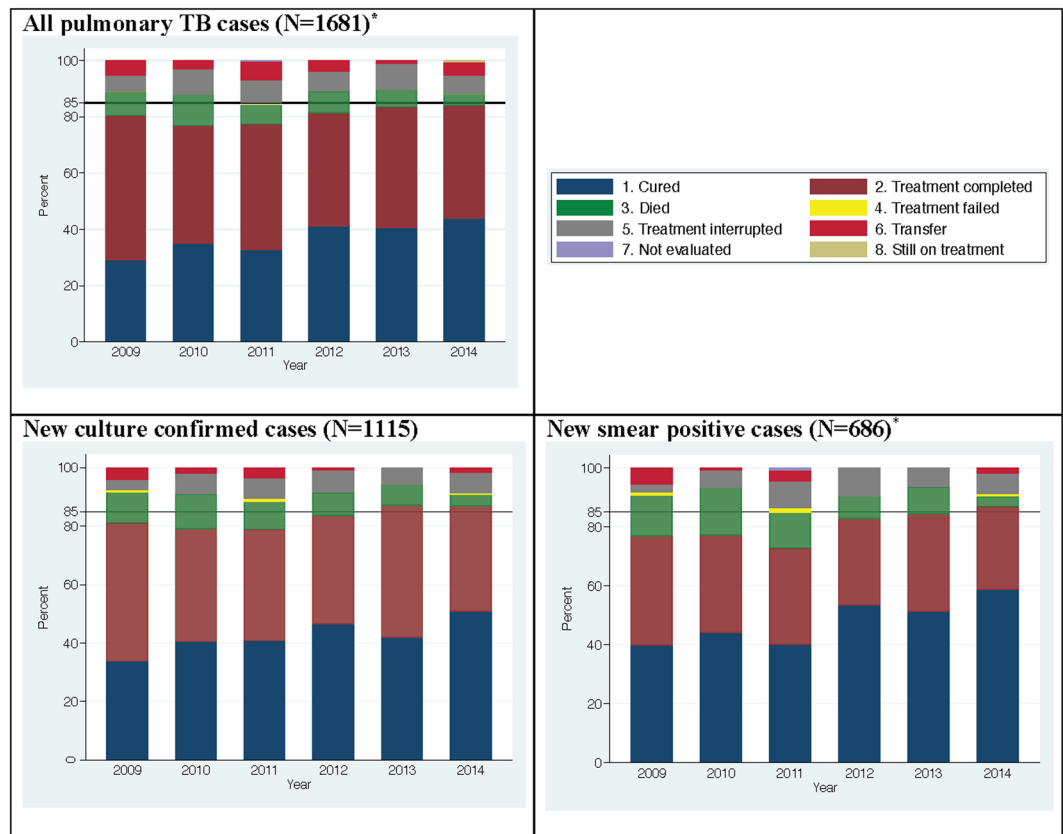 All pulmonary TB cases (N=1681)*
100
85
80
60
40
20
0
Percent
2009 2010 2011 2012 2013 2014
Year
1. Cured 2. Treatment completed
3. Died 4. Treatment failed
5. Treatment interrupted 6. Transfer
7. Not evaluated 8. Still on treatment
New culture confirmed cases (N=1115)
100
85
80
60
40
20
0
Percent
2009 2010 2011 2012 2013 2014
Year
New smear positive cases (N=686)*
100
85
80
60
40
20
0
Percent
2009 2010 2011 2012 2013 2014
Year